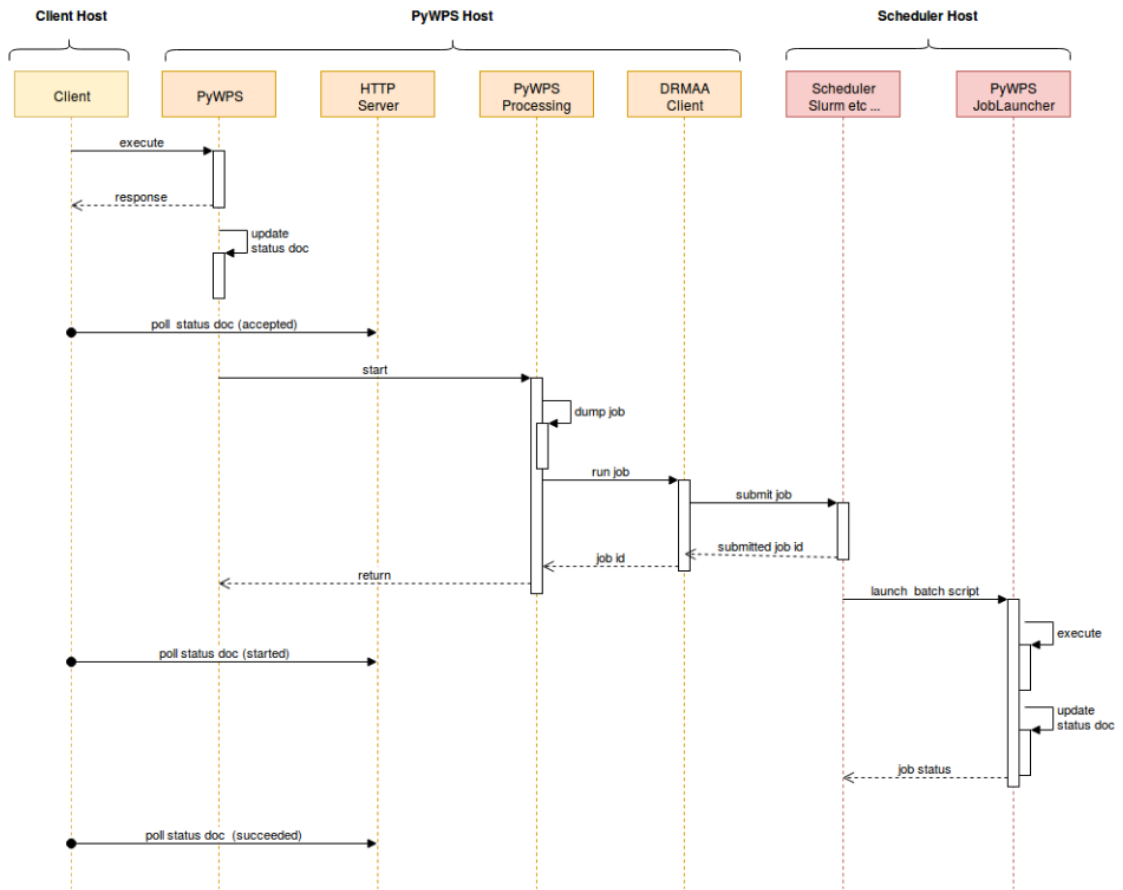 Client Host
PyWPS Host
Scheduler Host
Client
PyWPS
HTTP
Server
PyWPS
Processing
DRMAA
Client
Scheduler
Slurm etc ...
PyWPS
JobLauncher
execute
response
update
status doc
poll status doc (accepted)
start
dump job
run job
submit job
submitted job id
job id
return
launch batch script
execute
poll status doc (started)
update
status doc
job status
poll status doc (succeeded)